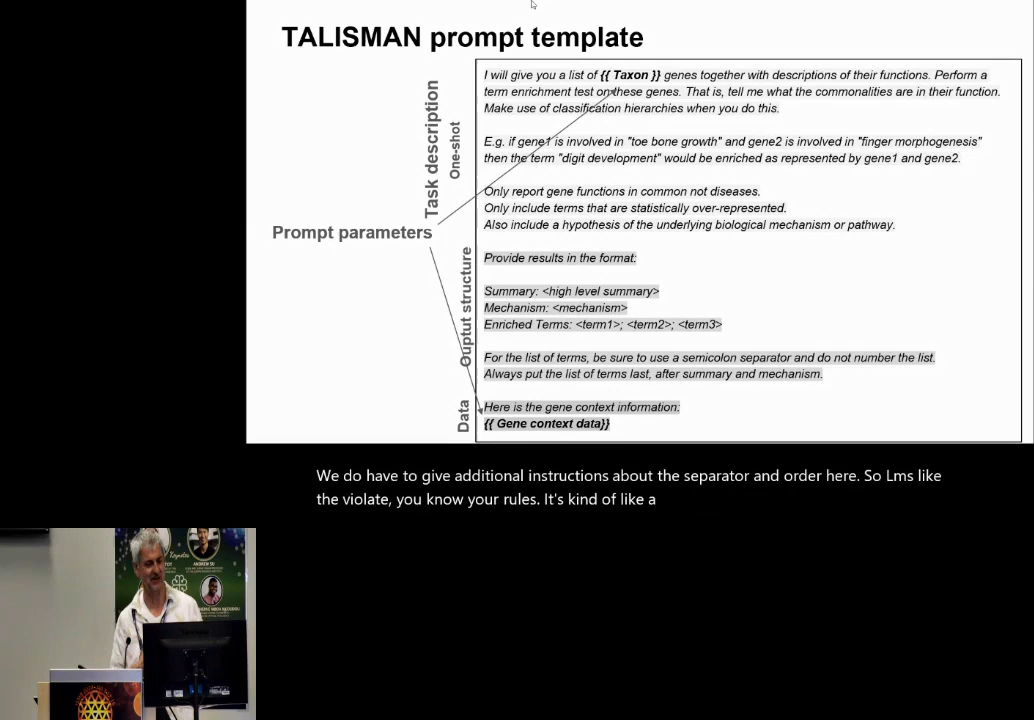 TALISMAN prompt template
I will give you a list of {{ Taxon }} genes together with descriptions of their functions. Perform a
term enrichment test on these genes. That is, tell me what the commonalities are in their function.
Make use of classification hierarchies when you do this.
E.g. if gene1 is involved in "toe bone growth" and gene2 is involved in "finger morphogenesis"
then the term "digit development" would be enriched as represented by gene1 and gene2.
Only report gene functions in common not diseases.
Only include terms that are statistically over-represented.
Also include a hypothesis of the underlying biological mechanism or pathway.
Provide results in the format:
Summary: <high level summary>
Mechanism: <mechanism>
Enriched Terms: <term1>; <term2>; <term3>
For the list of terms, be sure to use a semicolon separator and do not number the list.
Always put the list of terms last, after summary and mechanism.
Here is the gene context information:
{{ Gene context data}}
Task description
One-shot
Prompt parameters
Ouptut structure
Data
We do have to give additional instructions about the separator and order here. So Lms like
the violate, you know your rules. It's kind of like a
Keynotes
ANDREW SU